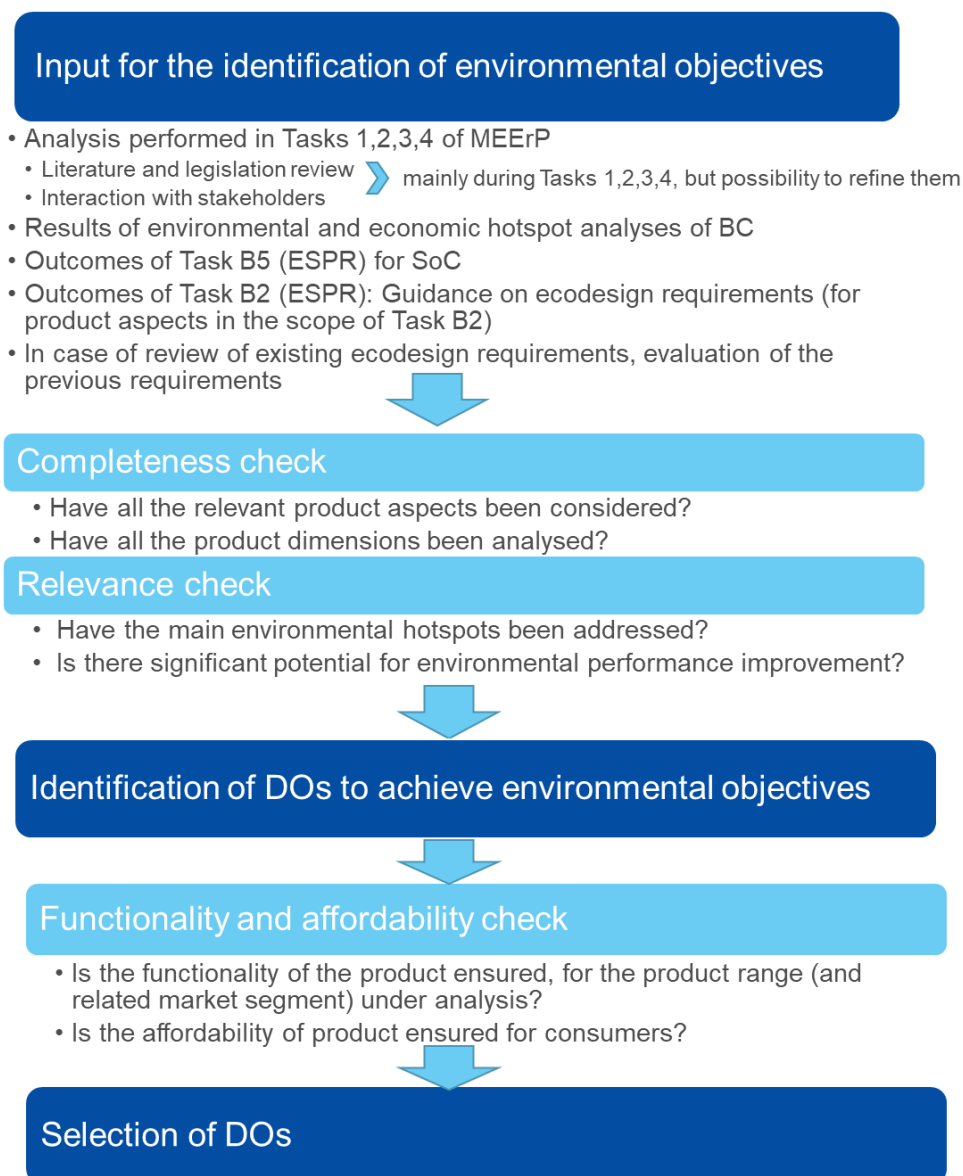 Input for the identification of environmental objectives
• Analysis performed in Tasks 1,2,3,4 of MEErP
• Literature and legislation review
• Interaction with stakeholders
mainly during Tasks 1,2,3,4, but possibility to refine them
• Results of environmental and economic hotspot analyses of BC
• Outcomes of Task B5 (ESPR) for SoC
• Outcomes of Task B2 (ESPR): Guidance on ecodesign requirements (for
product aspects in the scope of Task B2)
• In case of review of existing ecodesign requirements, evaluation of the
previous requirements
Completeness check
• Have all the relevant product aspects been considered?
• Have all the product dimensions been analysed?
Relevance check
• Have the main environmental hotspots been addressed?
• Is there significant potential for environmental performance improvement?
Identification of DOs to achieve environmental objectives
Functionality and affordability check
• Is the functionality of the product ensured, for the product range (and
related market segment) under analysis?
• Is the affordability of product ensured for consumers?
Selection of DOs